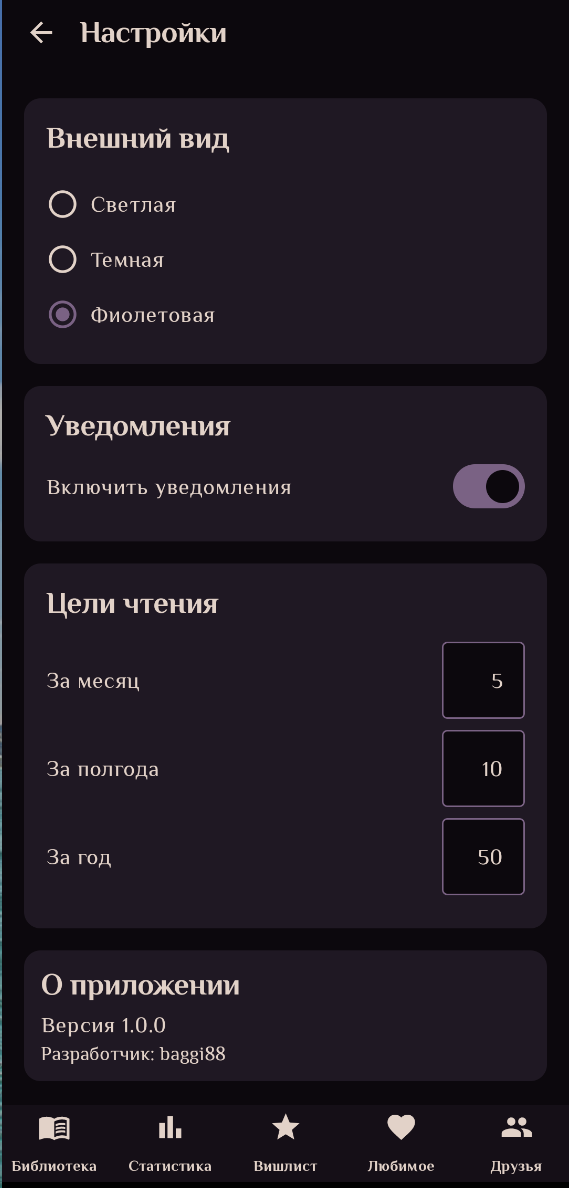 Настройки
Внешний вид
Светлая
Темная
Фиолетовая
Уведомления
Включить уведомления
Цели чтения
За месяц 5
За полгода 10
За год 50
О приложении
Версия 1.0.0
Разработчик: baggi88
Библиотека Статистика Вишлист Любимое Друзья